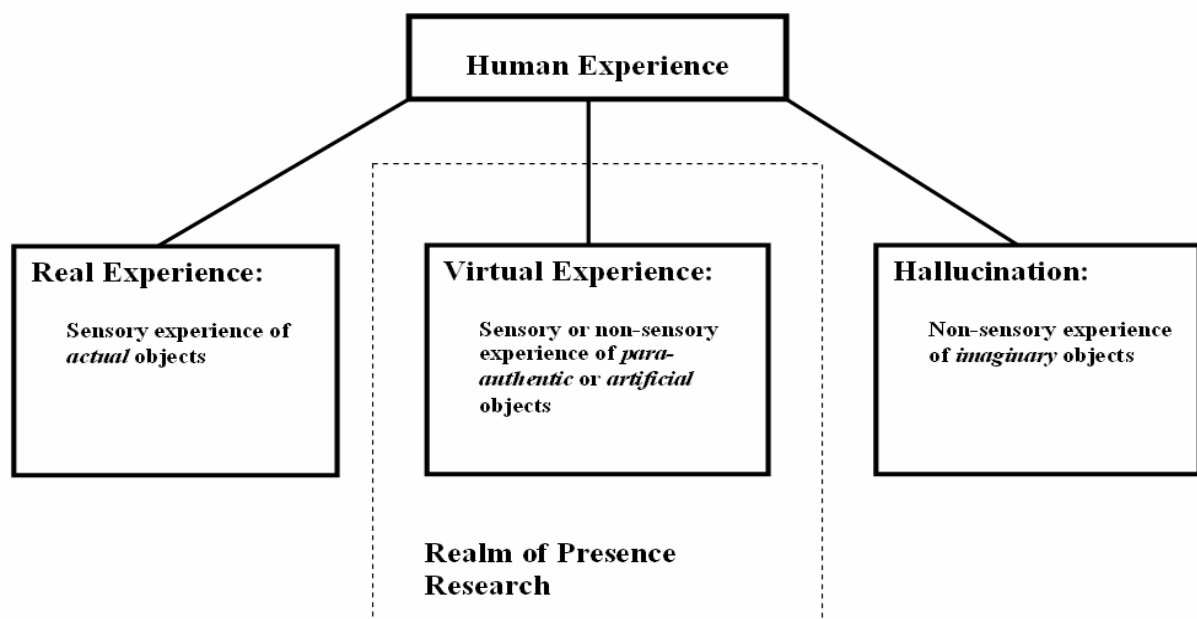 Human Experience
Real Experience:
Sensory experience of
actual objects
Virtual Experience:
Sensory or non-sensory
experience of para-
authentic or artificial
objects
Hallucination:
Non-sensory experience
of imaginary objects
Realm of Presence
Research